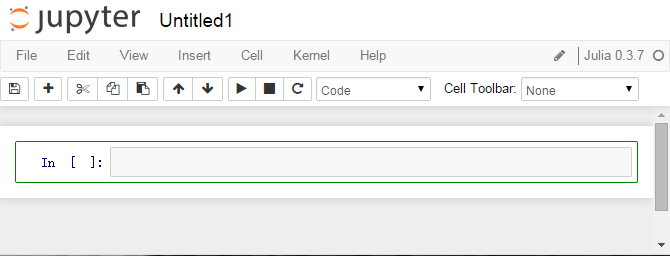 jupyter Untitled1
File Edit View Insert Cell Kernel Help Julia 0.3.7
Code Cell Toolbar: None
In [ ]: